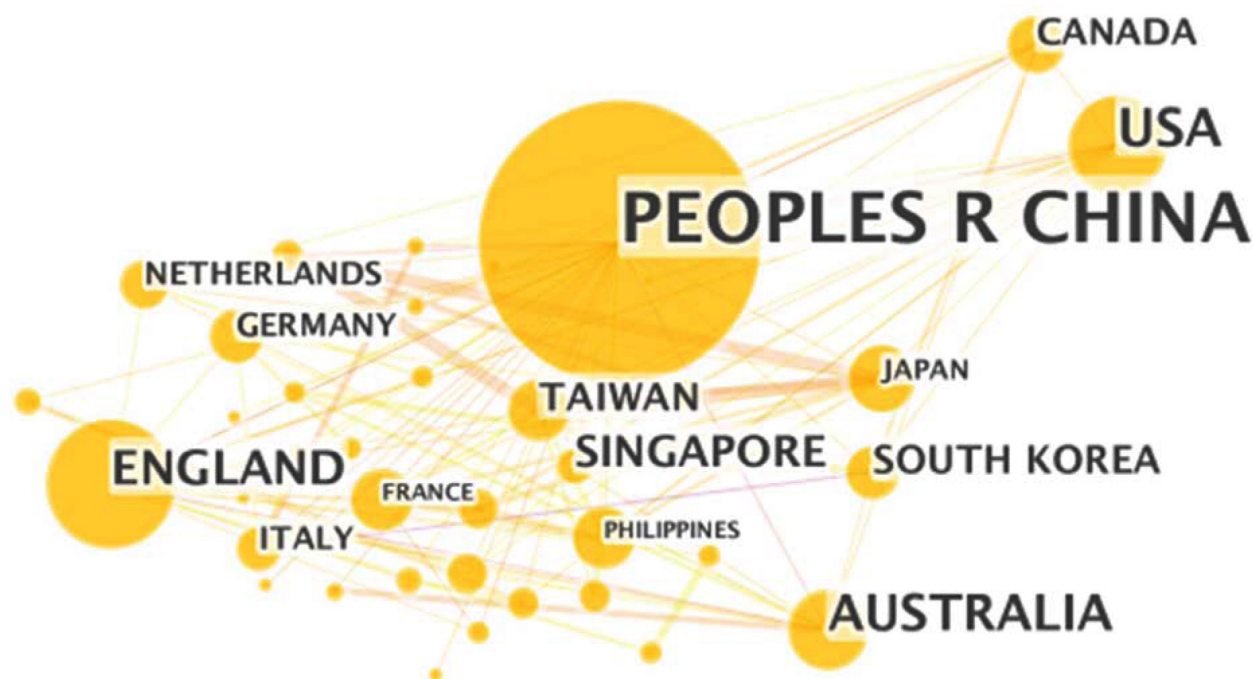 CANADA
USA
PEOPLES R CHINA
NETHERLANDS
GERMANY
JAPAN
TAIWAN
SINGAPORE
SOUTH KOREA
ENGLAND
FRANCE
PHILIPPINES
ITALY
AUSTRALIA